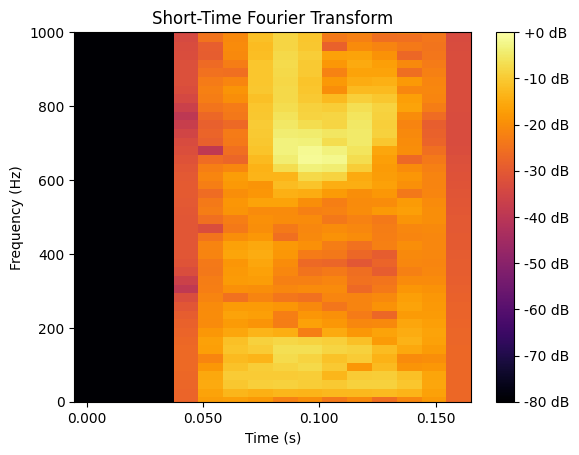 Short-Time Fourier Transform
1000
800
600
400
200
0
Frequency (Hz)
0.000
0.050
0.100
0.150
Time (s)
+0 dB
-10 dB
-20 dB
-30 dB
-40 dB
-50 dB
-60 dB
-70 dB
-80 dB